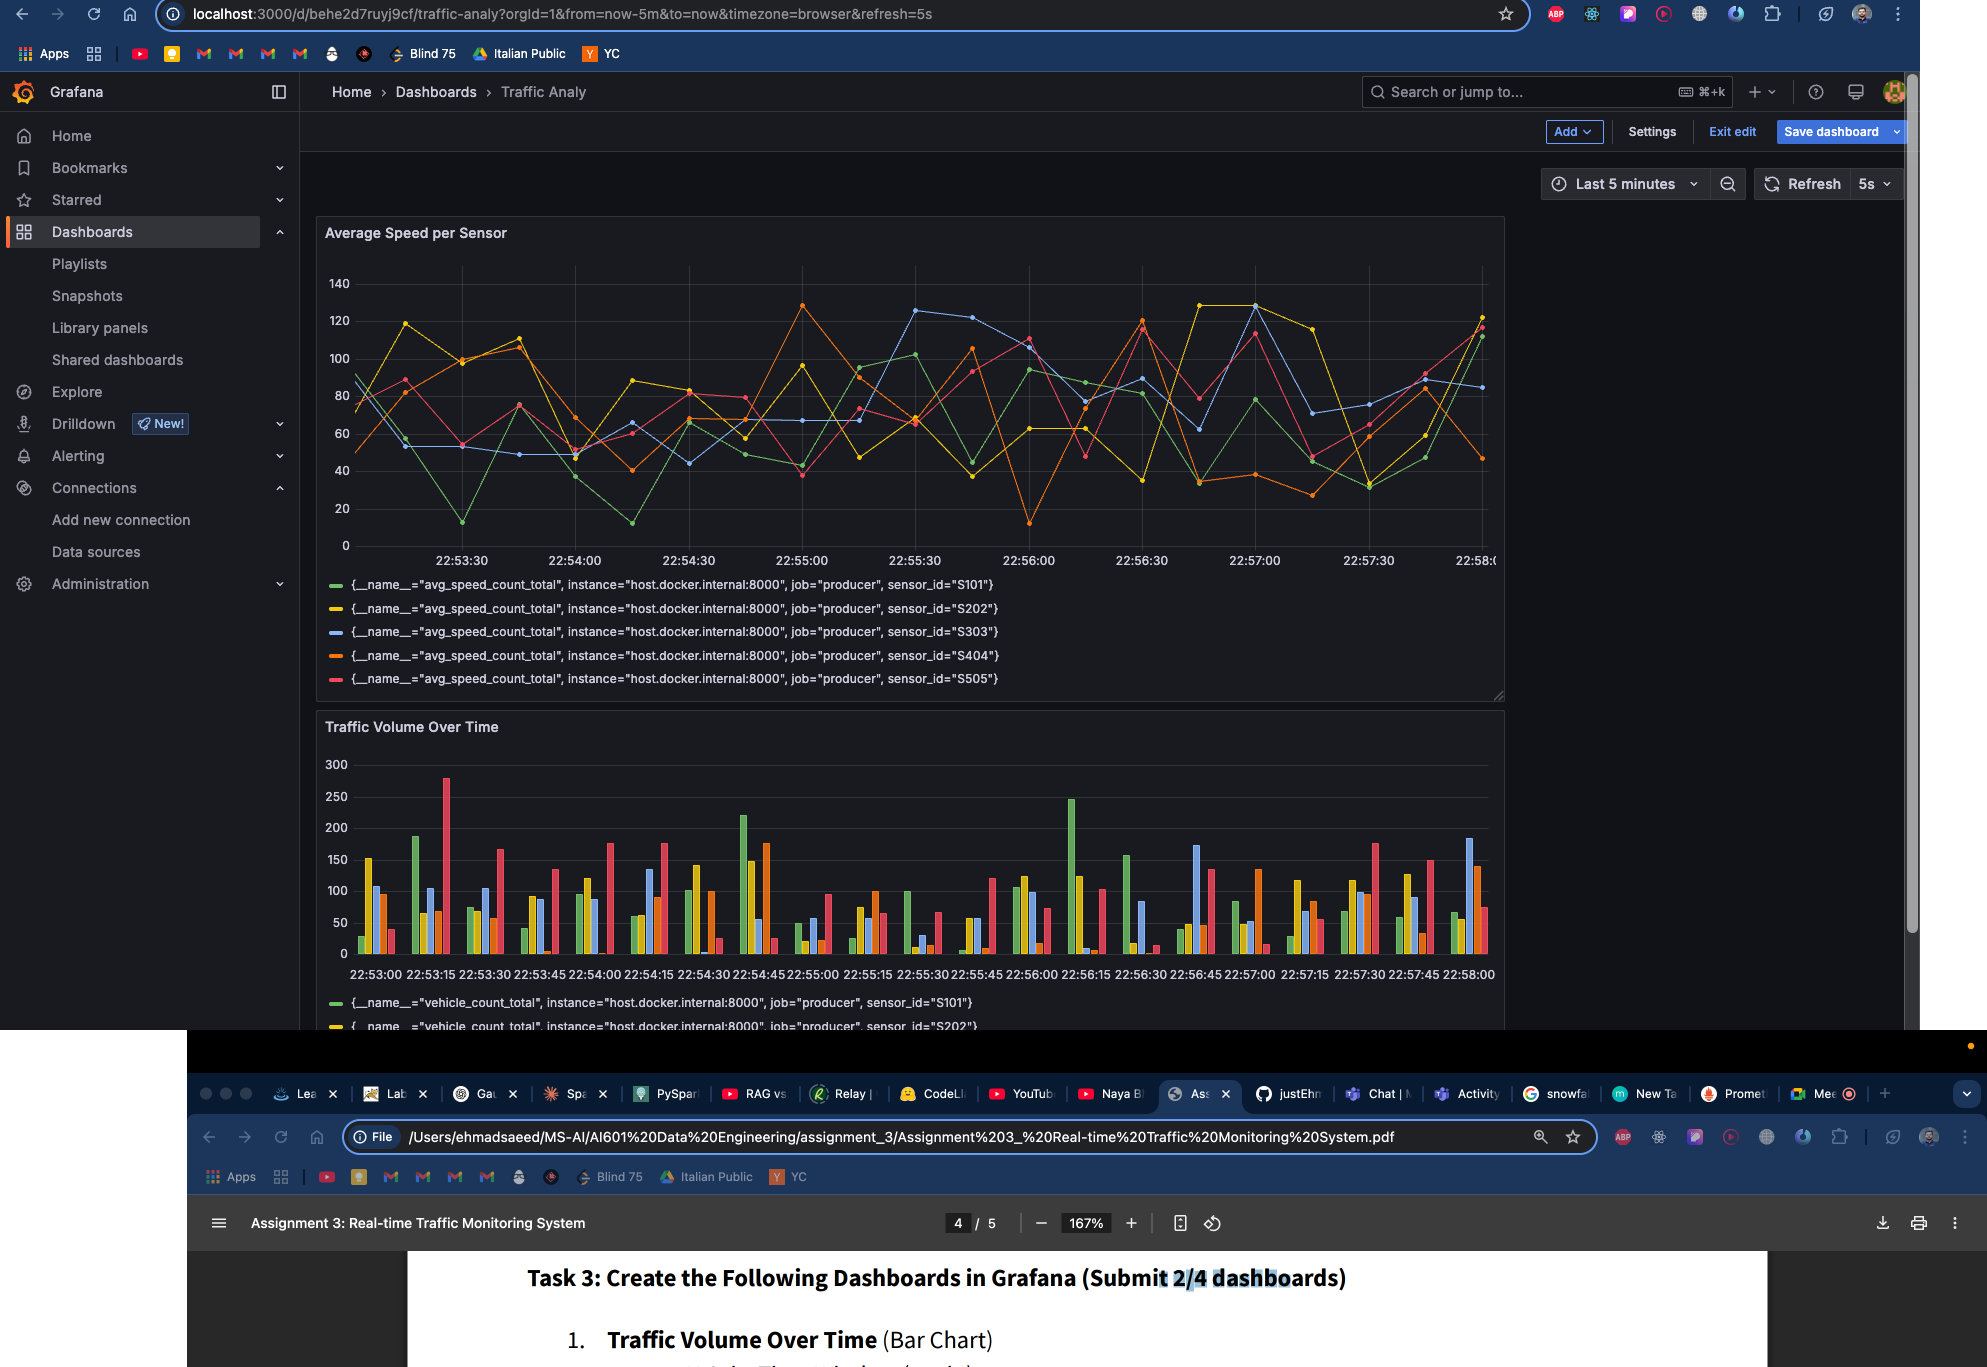 localhost:3000/d/behe2d7ruyj9cf/traffic-analy?orgId=1&from=now-5m&to=now&timezone=browser&refresh=5s
ABP
Apps
Blind 75
Italian Public
YC
Grafana
Home › Dashboards › Traffic Analy
Search or jump to...
⌘+k
Add
Settings
Exit edit
Save dashboard
Last 5 minutes
Refresh
5s
Home
Bookmarks
Starred
Dashboards
Playlists
Snapshots
Library panels
Shared dashboards
Explore
Drilldown
New!
Alerting
Connections
Add new connection
Data sources
Administration
Average Speed per Sensor
140
120
100
80
60
40
20
0
22:53:30 22:54:00 22:54:30 22:55:00 22:55:30 22:56:00 22:56:30 22:57:00 22:57:30 22:58:
{__name__="avg_speed_count_total", instance="host.docker.internal:8000", job="producer", sensor_id="S101"}
{__name__="avg_speed_count_total", instance="host.docker.internal:8000", job="producer", sensor_id="S202"}
{__name__="avg_speed_count_total", instance="host.docker.internal:8000", job="producer", sensor_id="S303"}
{__name__="avg_speed_count_total", instance="host.docker.internal:8000", job="producer", sensor_id="S404"}
{__name__="avg_speed_count_total", instance="host.docker.internal:8000", job="producer", sensor_id="S505"}
Traffic Volume Over Time
300
250
200
150
100
50
0
22:53:00 22:53:15 22:53:30 22:53:45 22:54:00 22:54:15 22:54:30 22:54:45 22:55:00 22:55:15 22:55:30 22:55:45 22:56:00 22:56:15 22:56:30 22:56:45 22:57:00 22:57:15 22:57:30 22:57:45 22:58:00
{__name__="vehicle_count_total", instance="host.docker.internal:8000", job="producer", sensor_id="S101"}
{__name__="vehicle_count_total", instance="host.docker.internal:8000", job="producer", sensor_id="S202"}
Lea Lab Gau Spa PySpar RAG vs Relay | CodeLl YouTub Naya B Ass justEhm Chat | Activity snowfa New Ta Promet Mee
File /Users/ehmadsaeed/MS-AI/AI601%20Data%20Engineering/assignment_3/Assignment%203_%20Real-time%20Traffic%20Monitoring%20System.pdf
ABP
Apps
Blind 75
Italian Public
YC
Assignment 3: Real-time Traffic Monitoring System
4 / 5
167%
Task 3: Create the Following Dashboards in Grafana (Submit 2/4 dashboards)
1. Traffic Volume Over Time (Bar Chart)